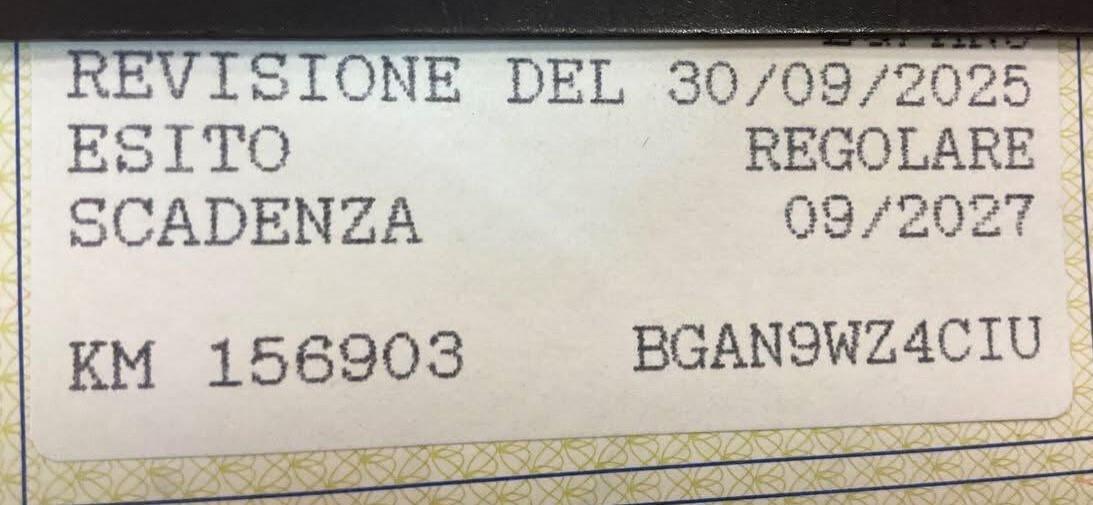 REVISIONE DEL 30/09/2025
ESITO REGOLARE
SCADENZA 09/2027
KM 156903 BGAN9WZ4CIU